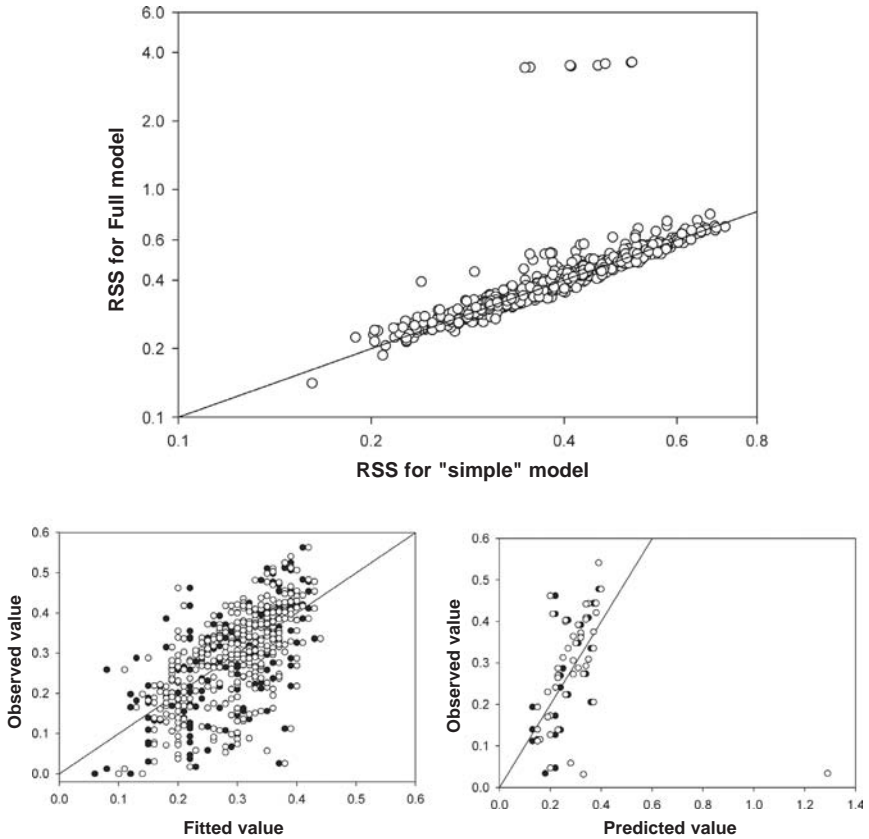 6.0
4.0
2.0
1.0
0.6
0.4
0.2
0.1
RSS for Full model
0.1 0.2 0.4 0.6 0.8
RSS for "simple" model
0.6
0.5
0.4
0.3
0.2
0.1
0.0
Observed value
0.0 0.1 0.2 0.3 0.4 0.5 0.6
Fitted value
0.6
0.5
0.4
0.3
0.2
0.1
0.0
Observed value
0.0 0.2 0.4 0.6 0.8 1.0 1.2 1.4
Predicted value